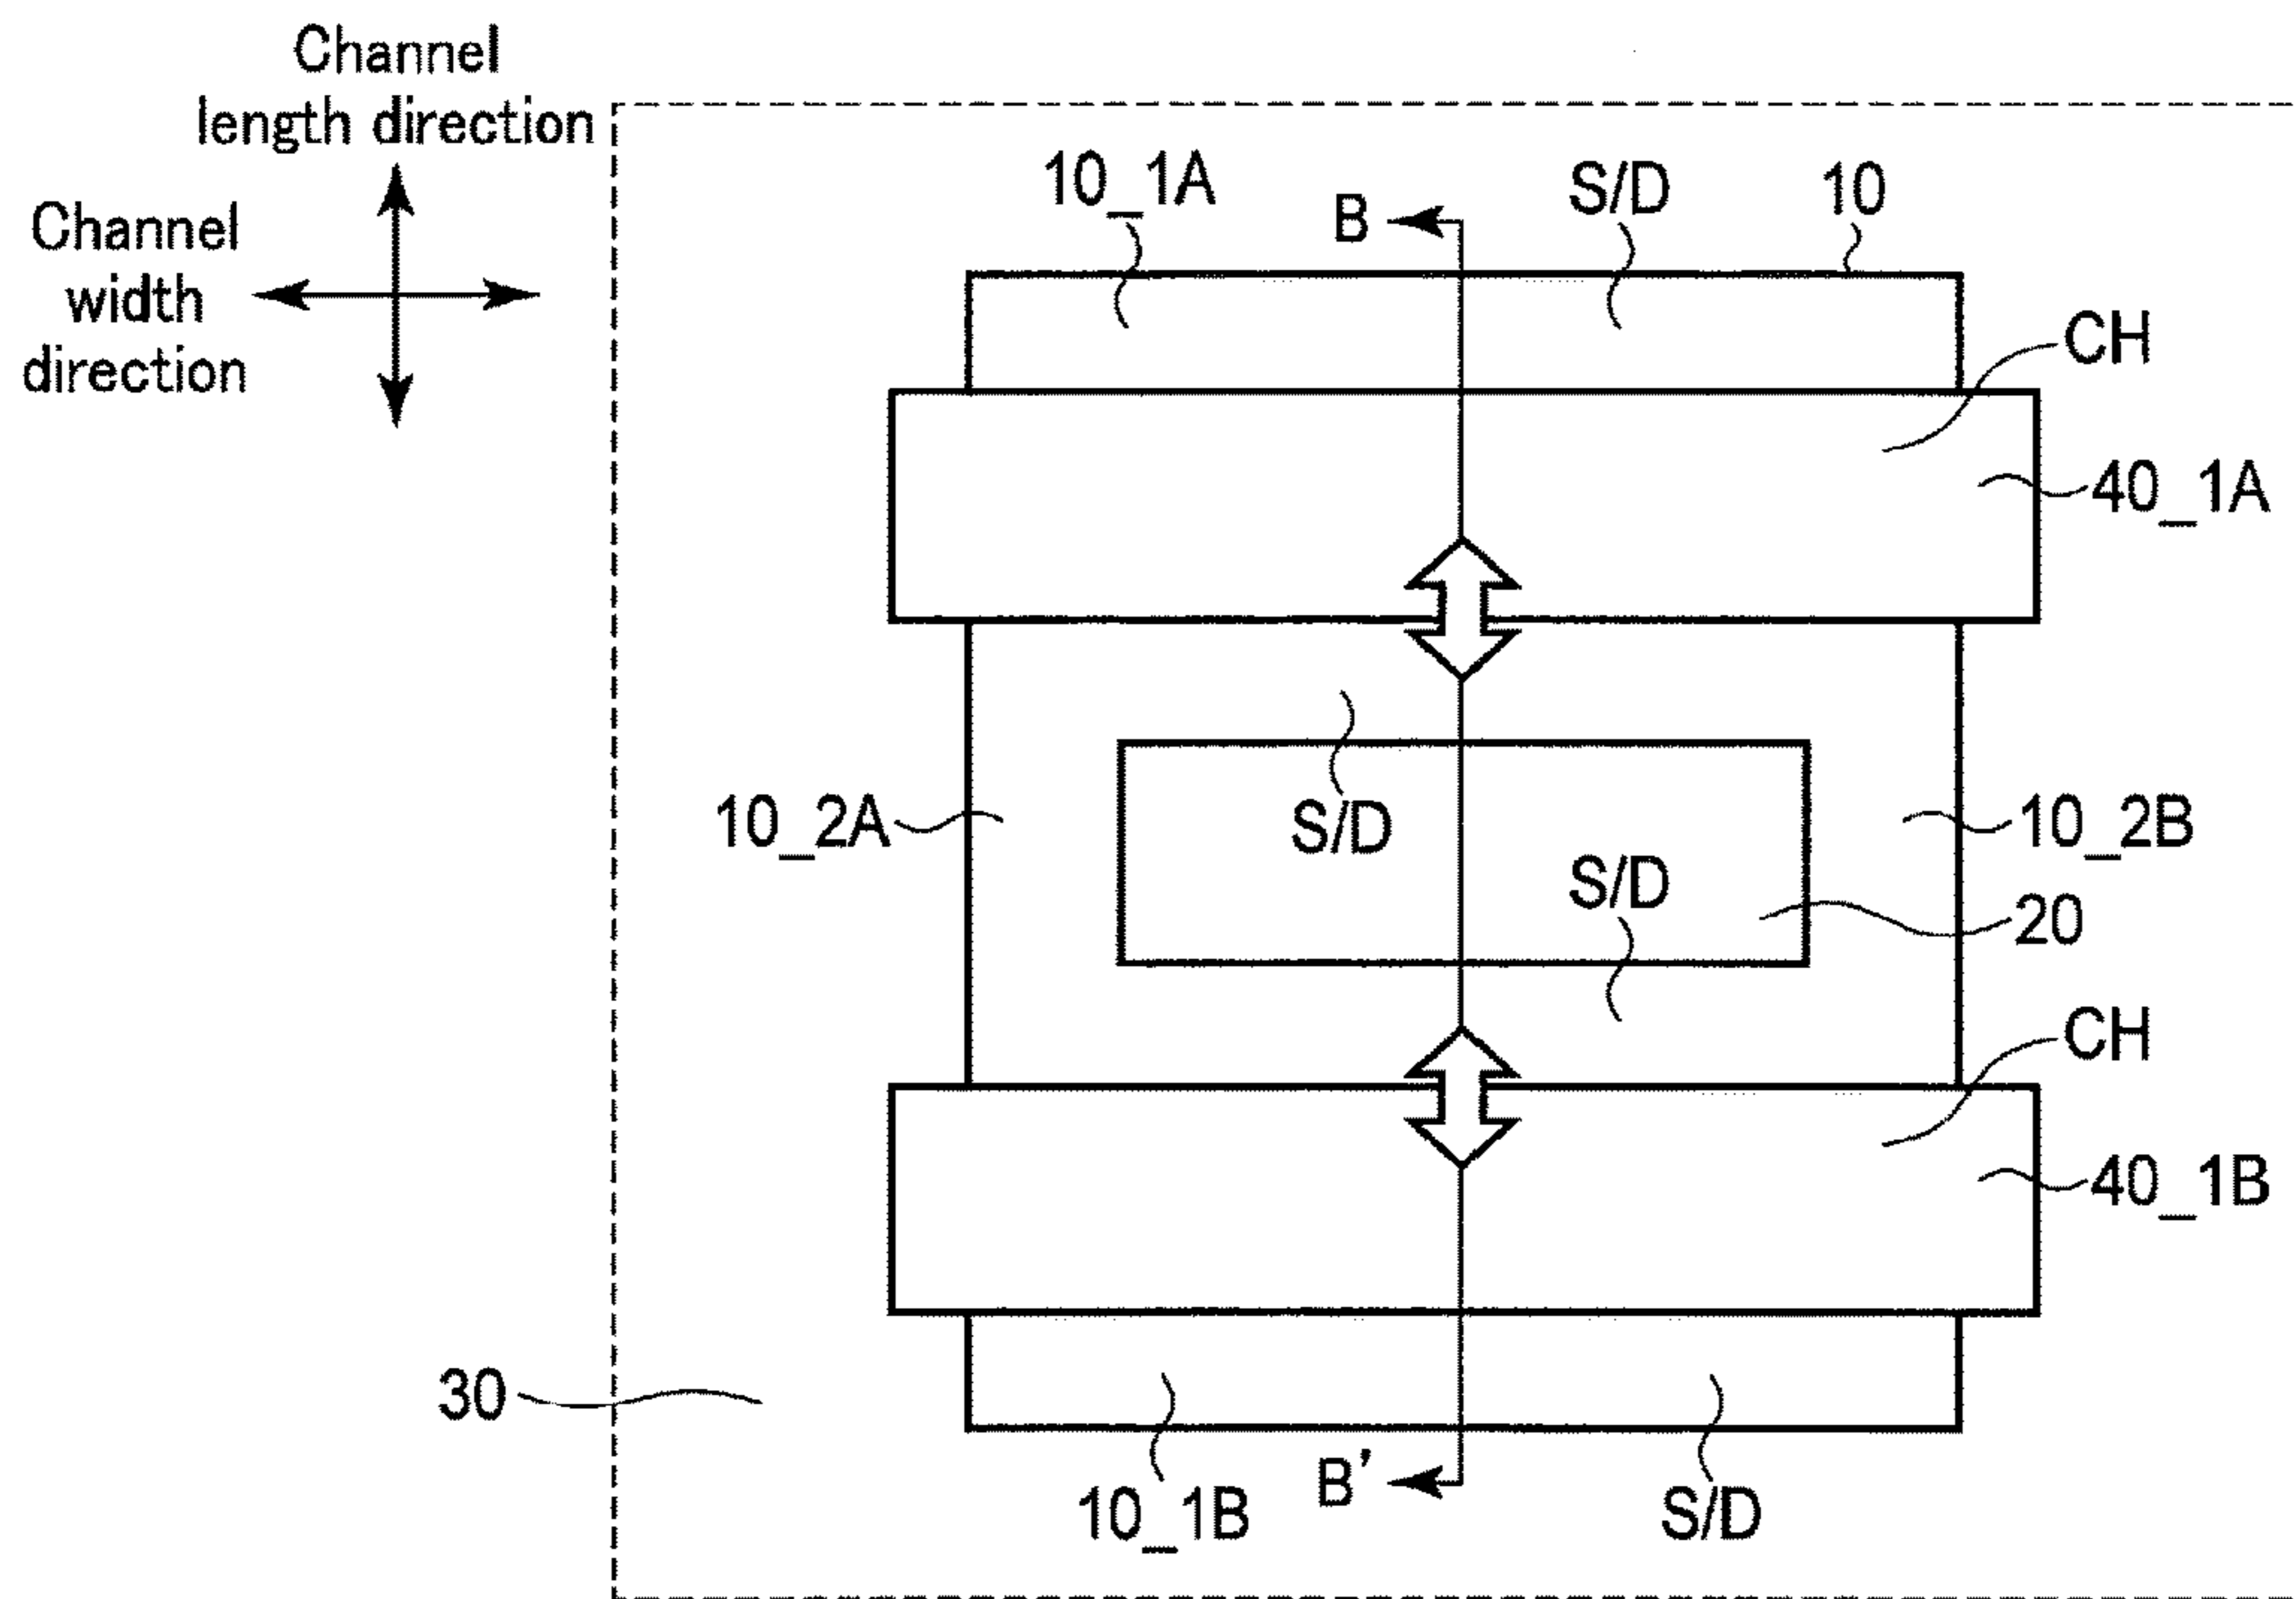 Channel
length direction
Channel
width
direction
10_1A
B
S/D
10
CH
40_1A
10_2A
S/D
10_2B
S/D
20
CH
40_1B
30
B'
10_1B
S/D